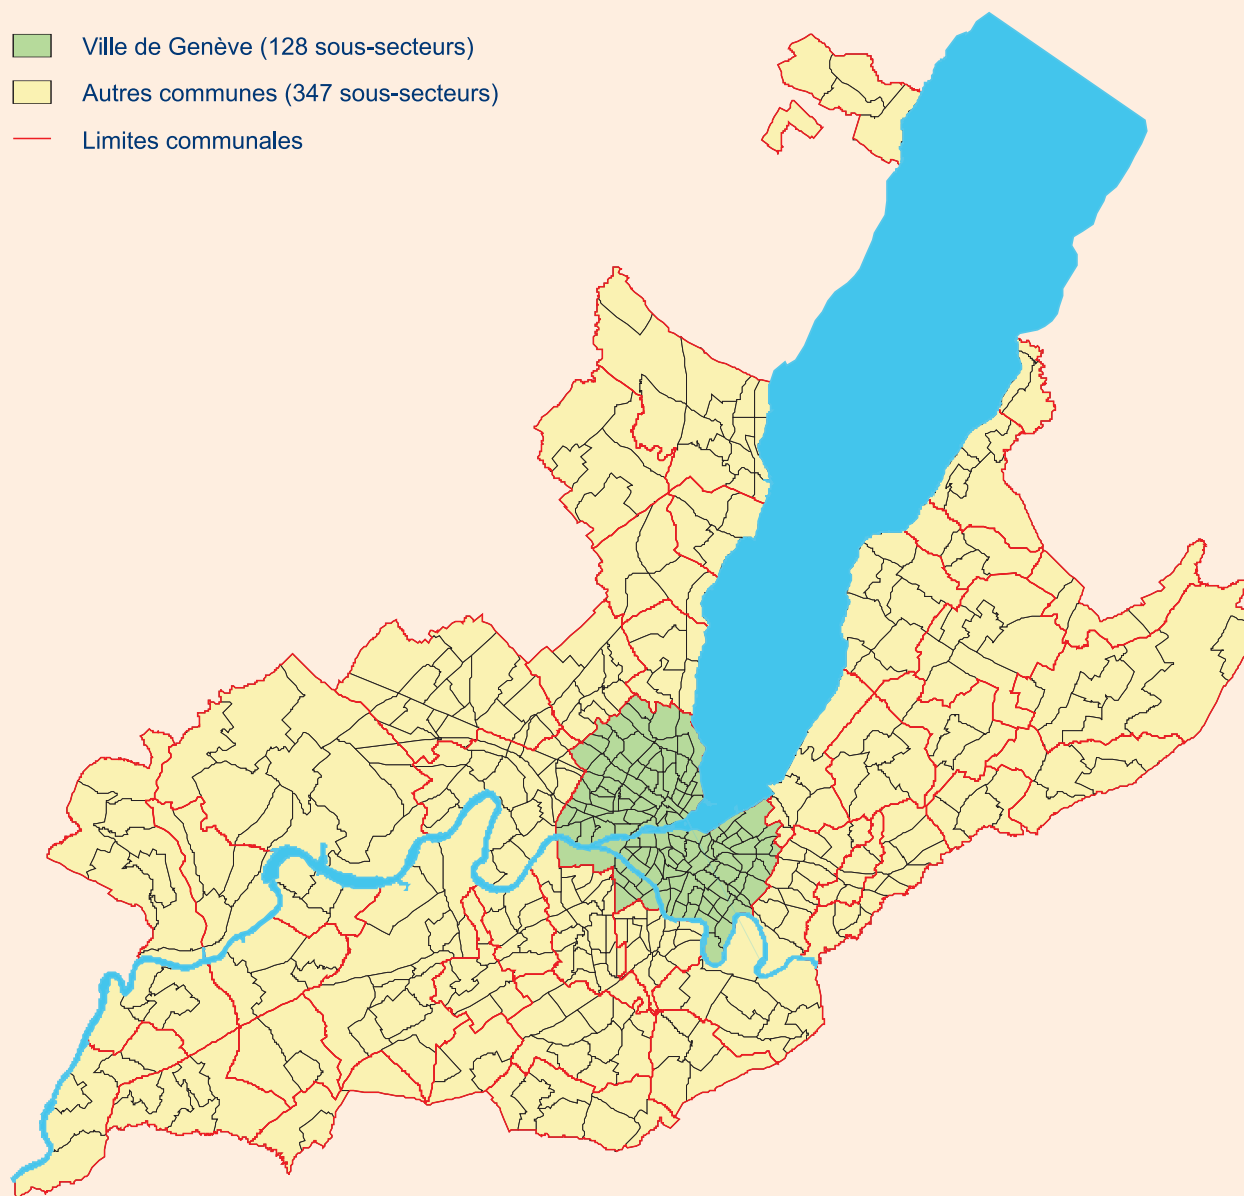 Ville de Genève (128 sous-secteurs)
Autres communes (347 sous-secteurs)
Limites communales